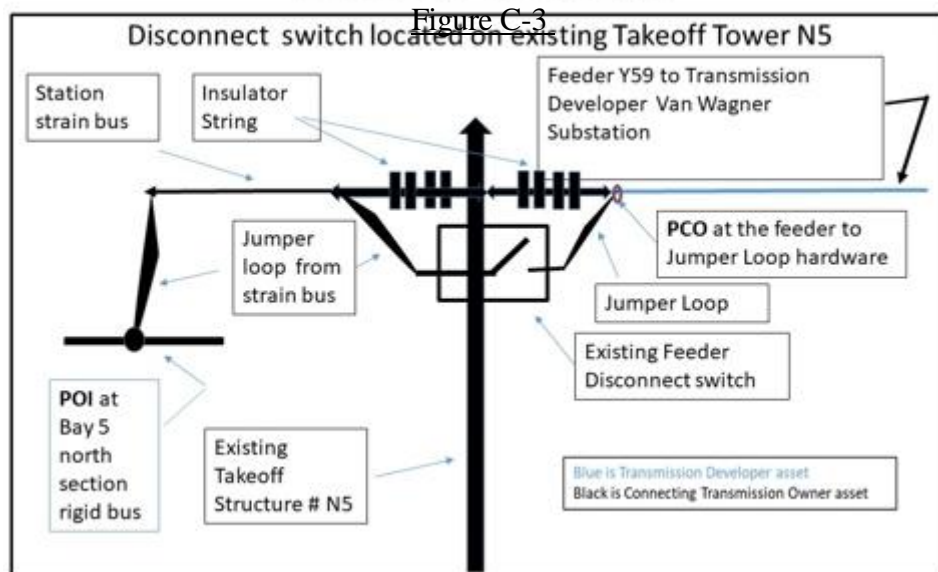 Figure C-3
Disconnect switch located on existing Takeoff Tower N5
Station
strain bus
Insulator
String
Feeder Y59 to Transmission
Developer Van Wagner
Substation
Jumper
loop from
strain bus
PCO at the feeder to
Jumper Loop hardware
Jumper Loop
Existing Feeder
Disconnect switch
POI at
Bay 5
north
section
rigid bus
Existing
Takeoff
Structure # N5
Blue is Transmission Developer asset
Black is Connecting Transmission Owner asset